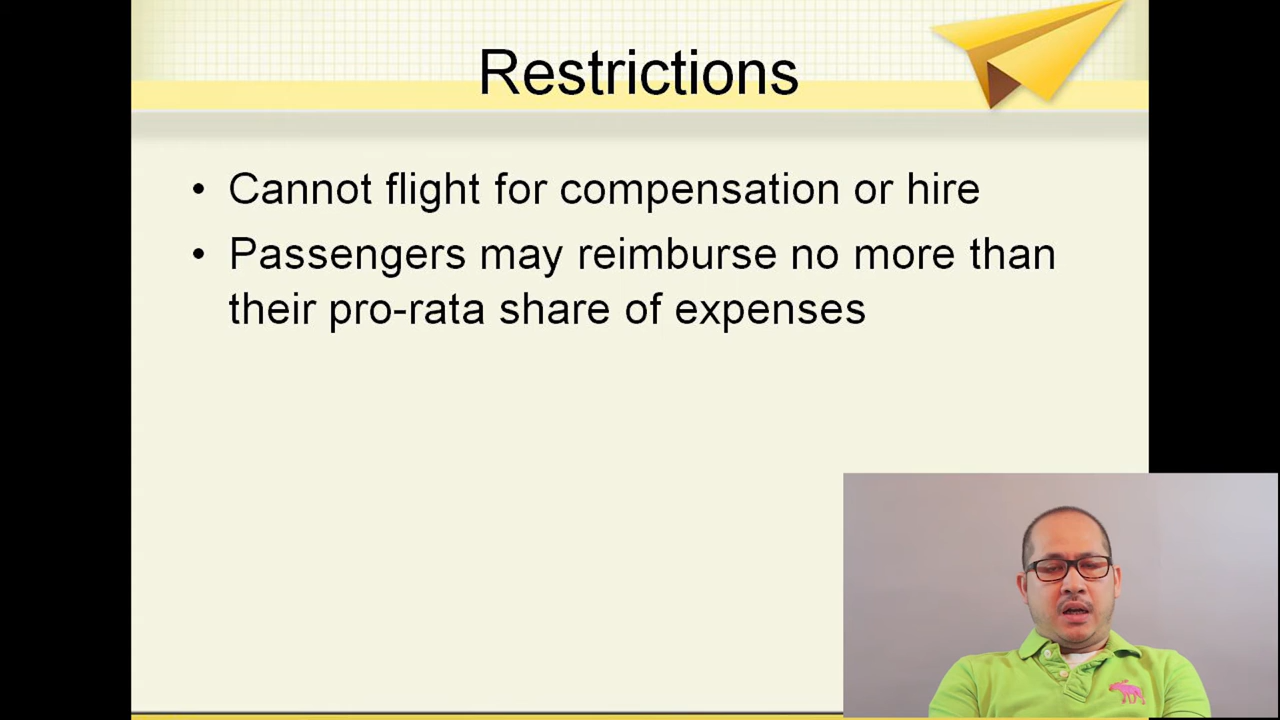 Restrictions
• Cannot flight for compensation or hire
• Passengers may reimburse no more than
their pro-rata share of expenses